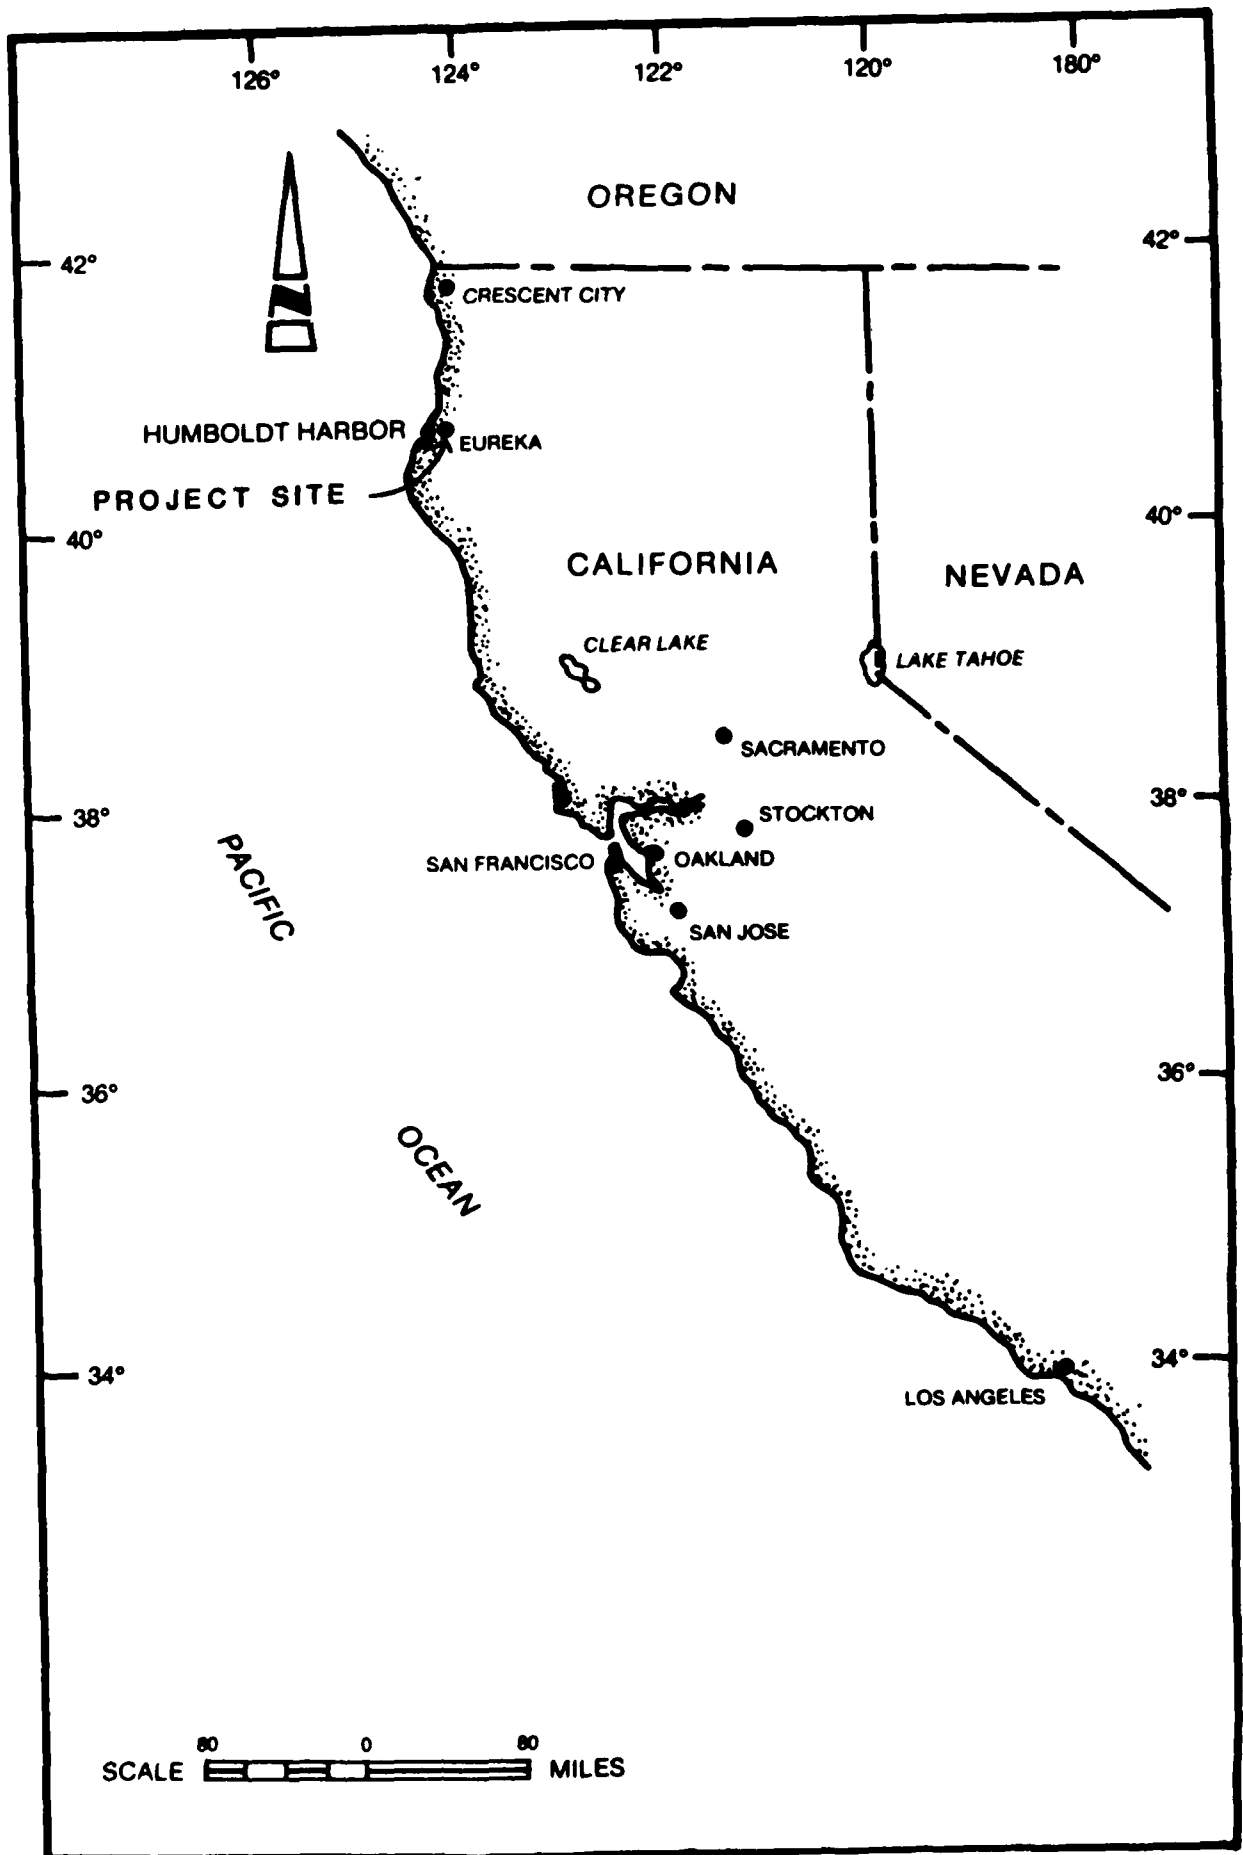 126° 124° 122° 120° 180°
OREGON
42° 42°
CRESCENT CITY
N
HUMBOLDT HARBOR
EUREKA
PROJECT SITE
40° 40°
CALIFORNIA
NEVADA
CLEAR LAKE
LAKE TAHOE
SACRAMENTO
38° 38°
STOCKTON
SAN FRANCISCO
OAKLAND
PACIFIC
SAN JOSE
36° 36°
OCEAN
34° 34°
LOS ANGELES
80 0 80
SCALE MILES